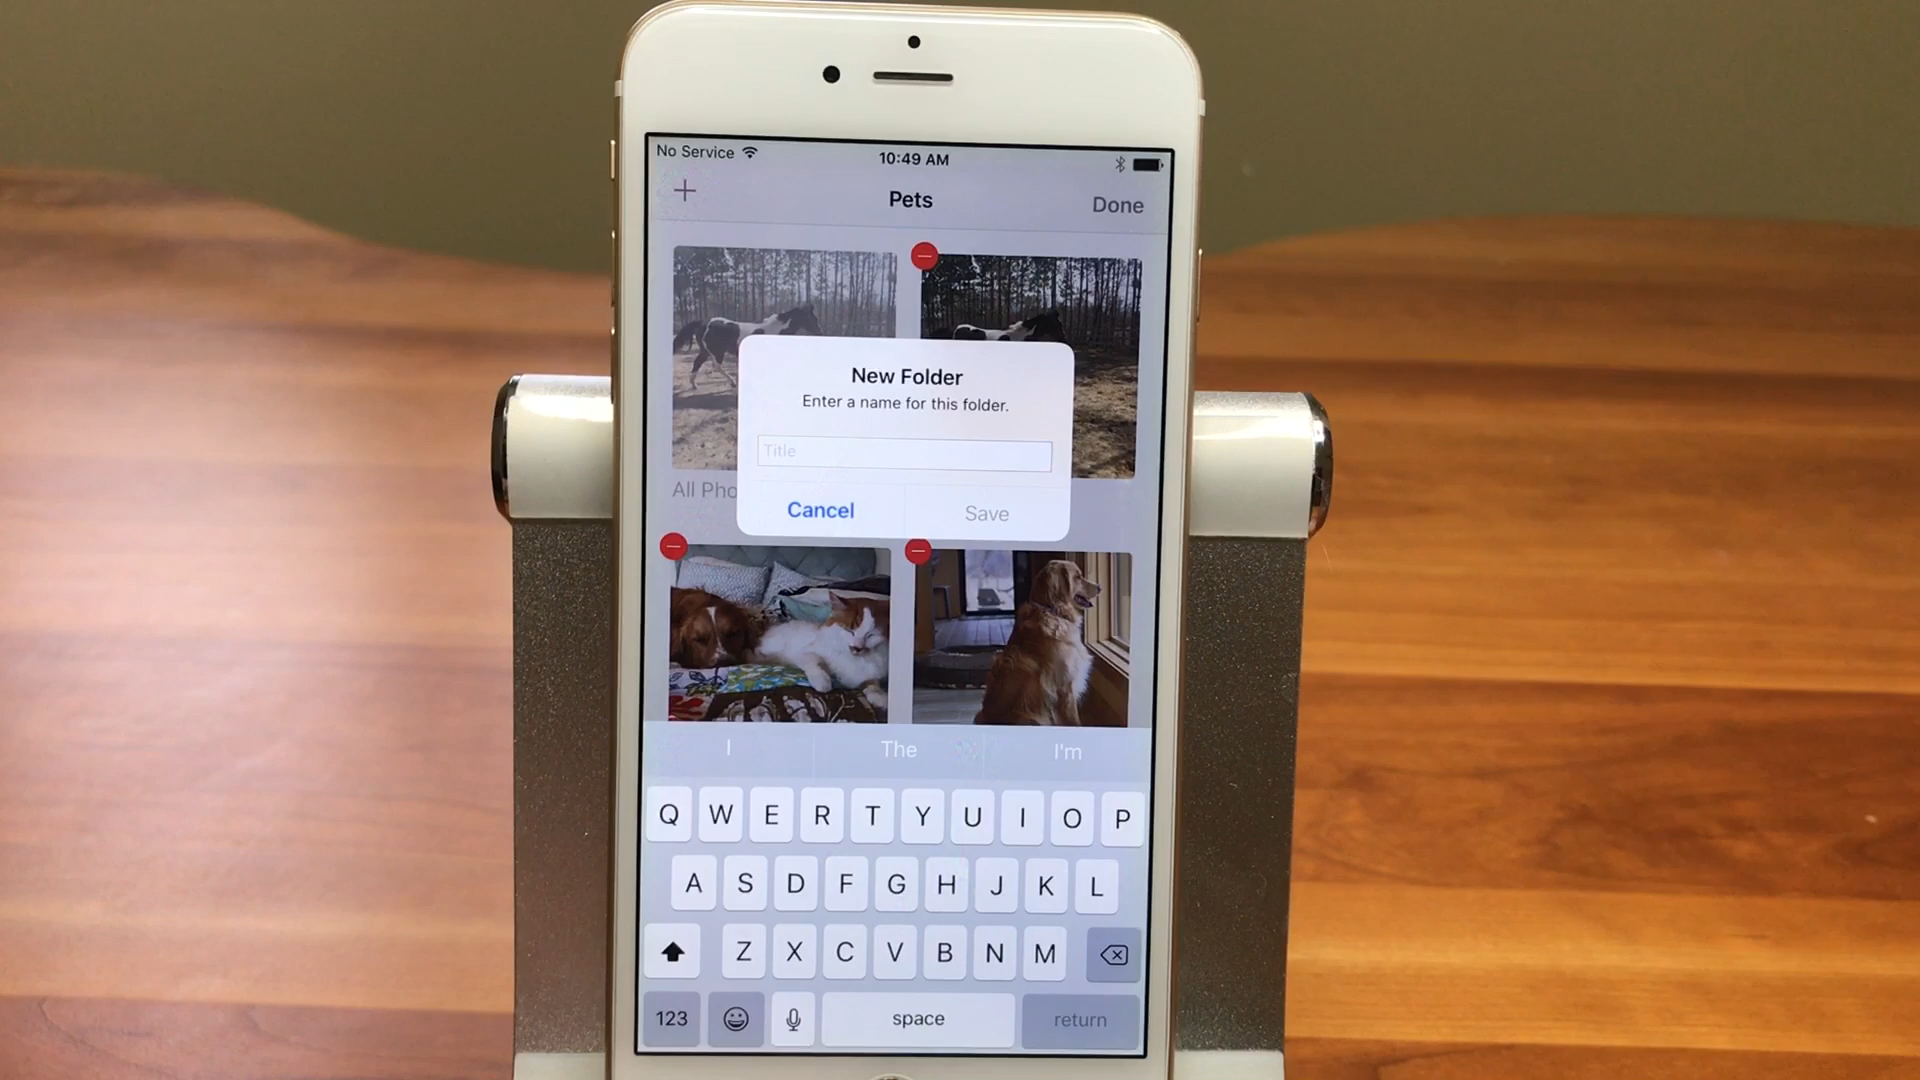 No Service
10:49 AM
+
Pets
Done
New Folder
Enter a name for this folder.
Title
All Pho
Cancel
Save
I
The
I'm
Q W E R T Y U I O P
A S D F G H J K L
Z X C V B N M
123
space
return